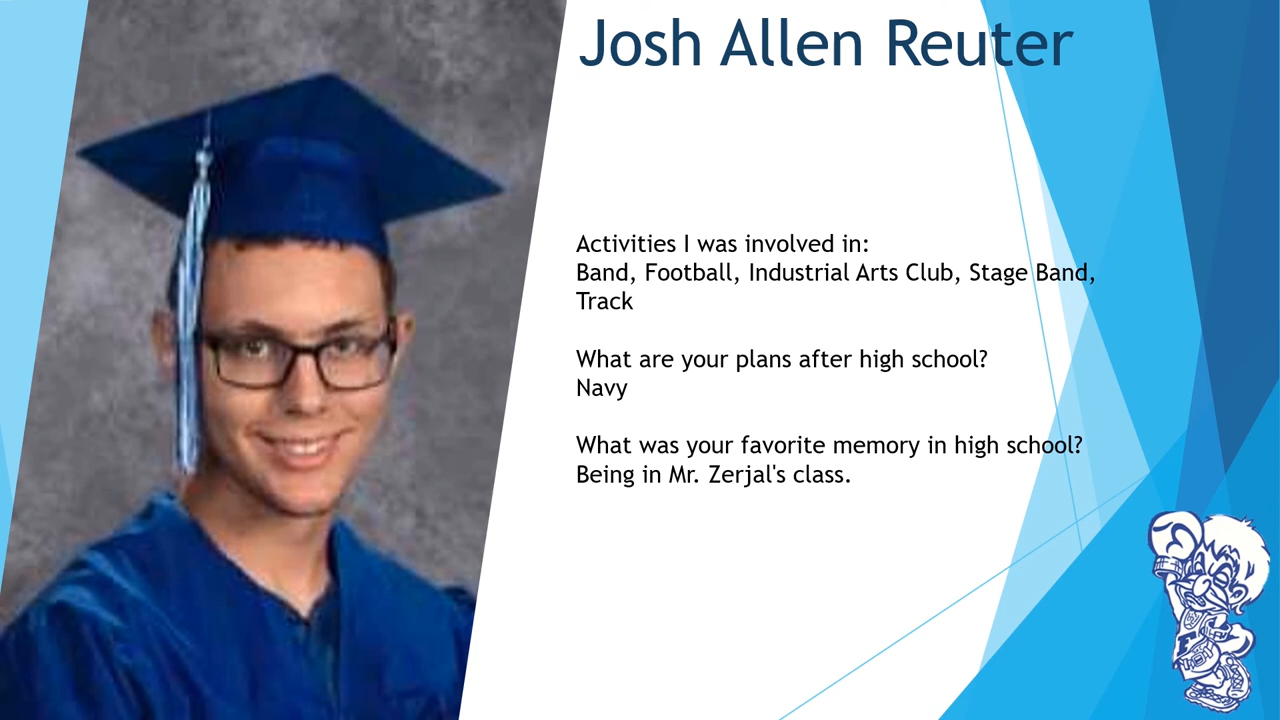 Josh Allen Reuter
Activities I was involved in:
Band, Football, Industrial Arts Club, Stage Band,
Track
What are your plans after high school?
Navy
What was your favorite memory in high school?
Being in Mr. Zerjal's class.